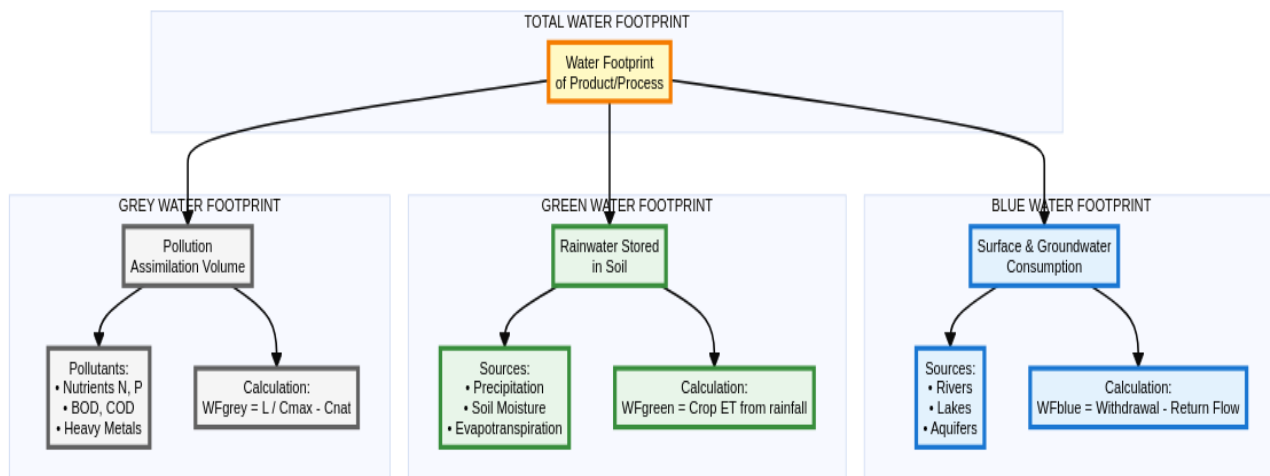 TOTAL WATER FOOTPRINT
Water Footprint
of Product/Process
GREY WATER FOOTPRINT
Pollution
Assimilation Volume
Pollutants:
• Nutrients N, P
• BOD, COD
• Heavy Metals
Calculation:
WFgrey = L / Cmax - Cnat
GREEN WATER FOOTPRINT
Rainwater Stored
in Soil
Sources:
• Precipitation
• Soil Moisture
• Evapotranspiration
Calculation:
WFgreen = Crop ET from rainfall
BLUE WATER FOOTPRINT
Surface & Groundwater
Consumption
Sources:
• Rivers
• Lakes
• Aquifers
Calculation:
WFblue = Withdrawal - Return Flow